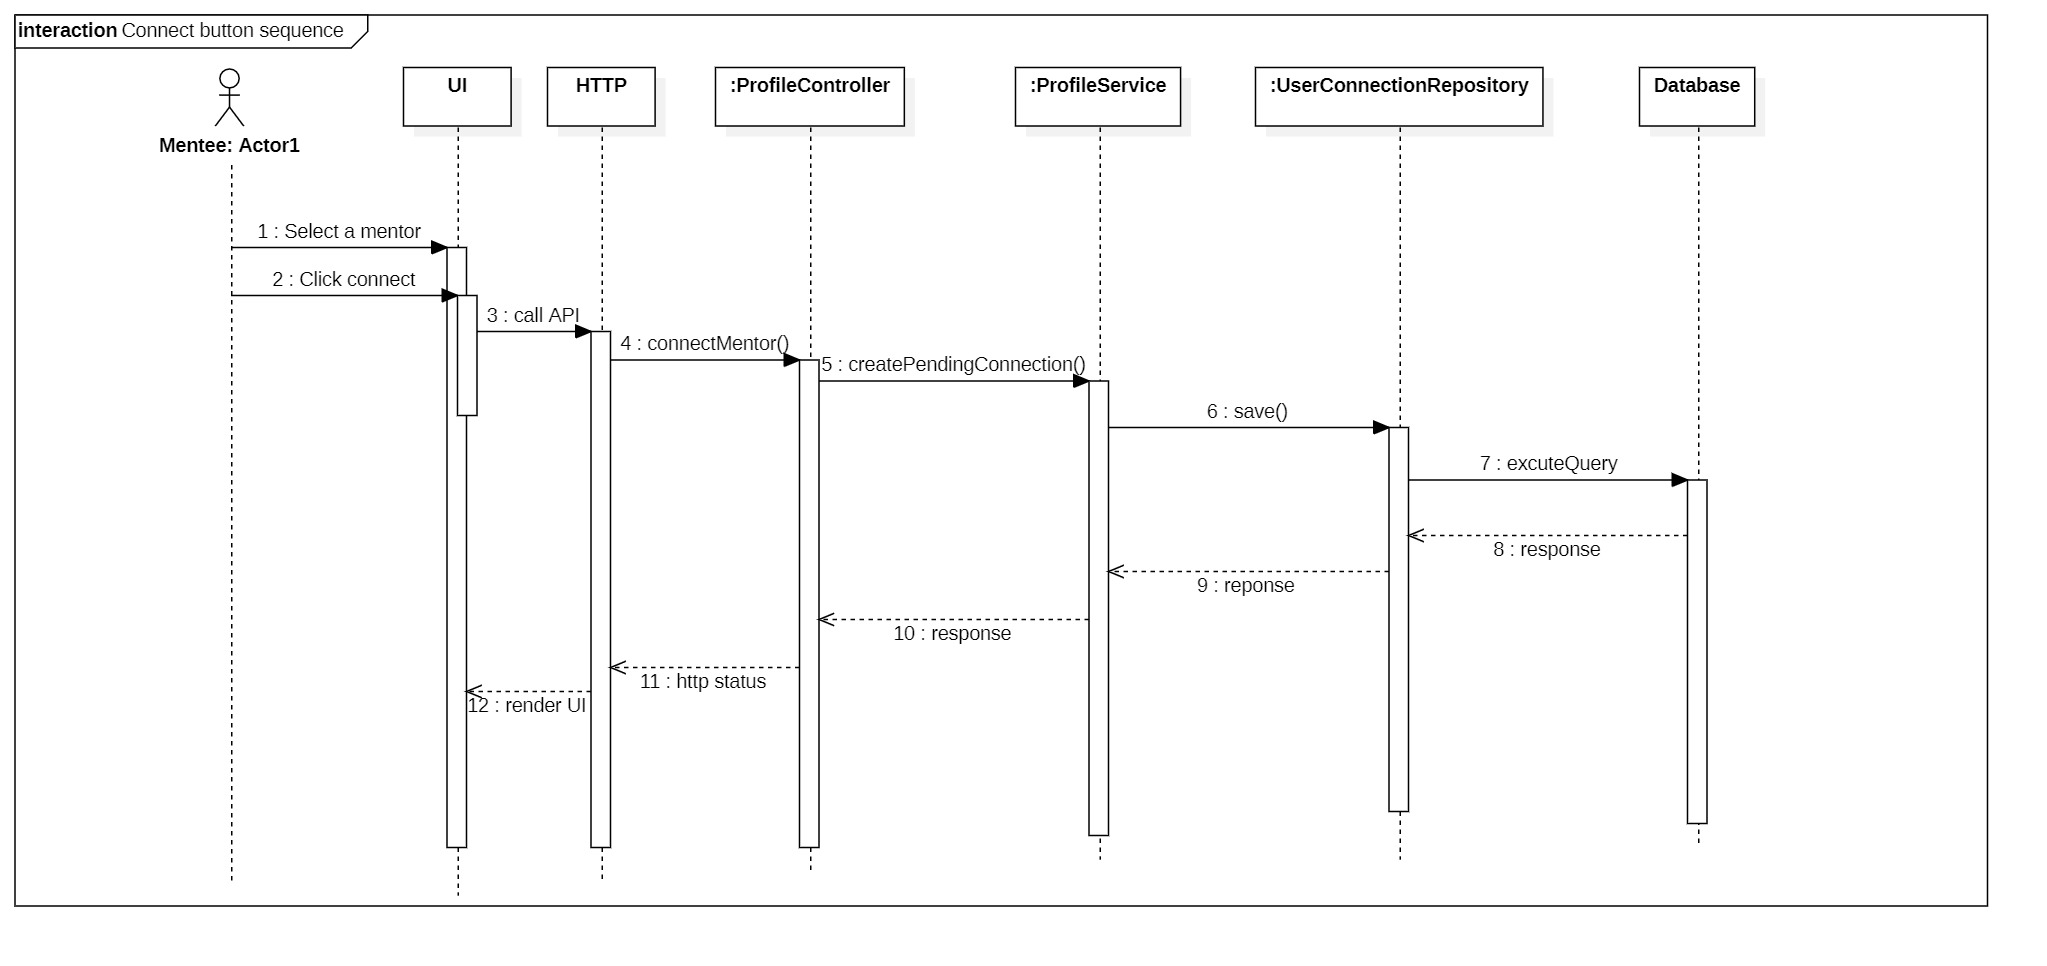 interaction Connect button sequence
Mentee: Actor1
UI
HTTP
:ProfileController
:ProfileService
:UserConnectionRepository
Database
1 : Select a mentor
2 : Click connect
3 : call API
4 : connectMentor()
5 : createPendingConnection()
6 : save()
7 : excuteQuery
8 : response
9 : reponse
10 : response
11 : http status
12 : render UI